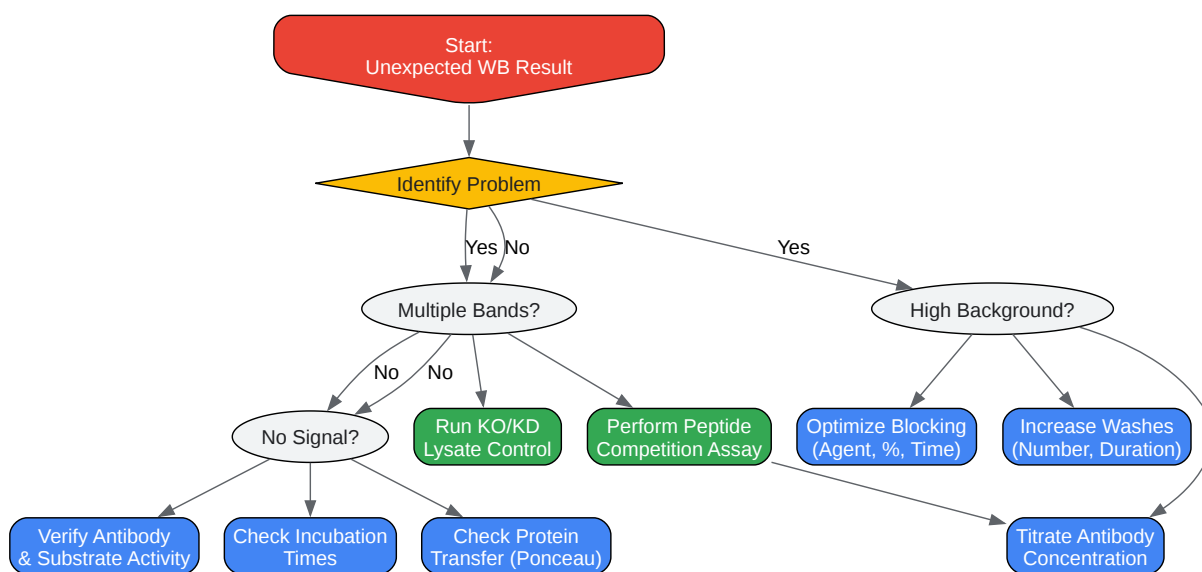 Start:
Unexpected WB Result
Identify Problem
Yes
No
Yes
Multiple Bands?
High Background?
No
No
Run KO/KD
Lysate Control
Perform Peptide
Competition Assay
Optimize Blocking
(Agent, %, Time)
Increase Washes
(Number, Duration)
No Signal?
Verify Antibody
& Substrate Activity
Check Incubation
Times
Check Protein
Transfer (Ponceau)
Titrate Antibody
Concentration